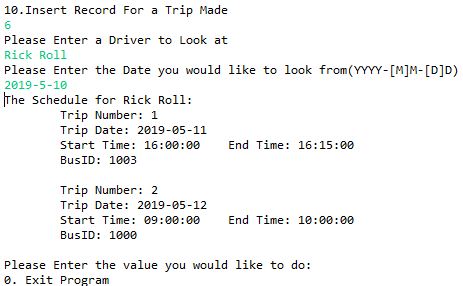 10.Insert Record For a Trip Made
6
Please Enter a Driver to Look at
Rick Roll
Please Enter the Date you would like to look from(YYYY-[M]M-[D]D)
2019-5-10
The Schedule for Rick Roll:
Trip Number: 1
Trip Date: 2019-05-11
Start Time: 16:00:00    End Time: 16:15:00
BusID: 1003
Trip Number: 2
Trip Date: 2019-05-12
Start Time: 09:00:00    End Time: 10:00:00
BusID: 1000
Please Enter the value you would like to do:
0. Exit Program